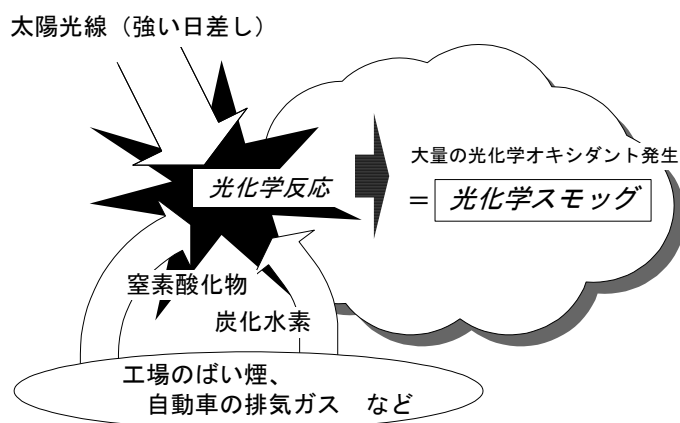 太陽光線（強い日差し）
光化学反応
大量の光化学オキシダント発生
＝ 光化学スモッグ
窒素酸化物
炭化水素
工場のばい煙、
自動車の排気ガス　など